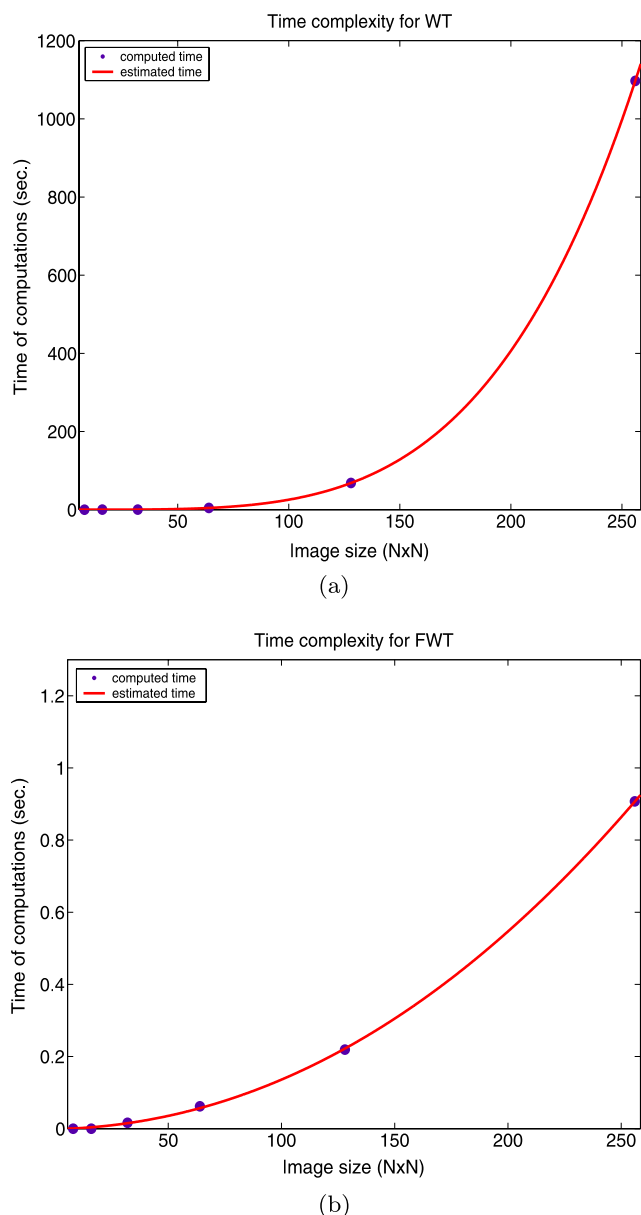 Time complexity for WT
1200
computed time
estimated time
1000
800
600
400
200
0
Time of computations (sec.)
50 100 150 200 250
Image size (NxN)
(a)
Time complexity for FWT
computed time
estimated time
1.2
1
0.8
0.6
0.4
0.2
0
Time of computations (sec.)
50 100 150 200 250
Image size (NxN)
(b)